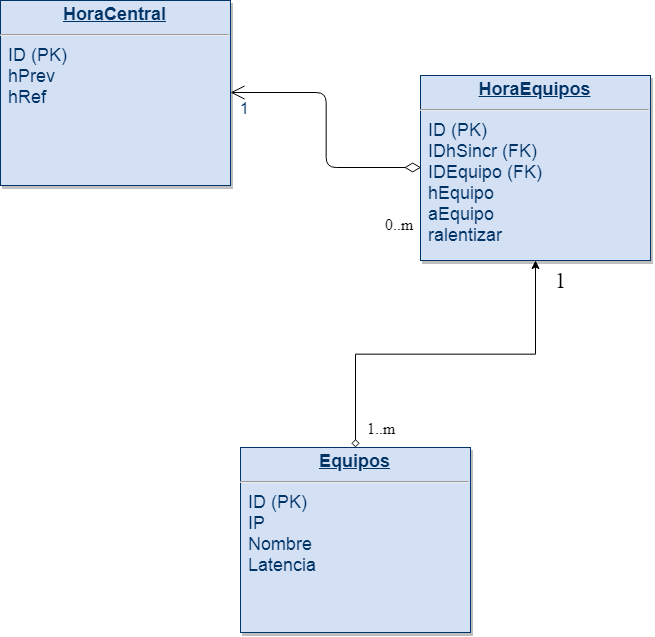 HoraCentral
ID (PK)
hPrev
hRef
1
HoraEquipos
ID (PK)
IDhSincr (FK)
IDEquipo (FK)
hEquipo
aEquipo
ralentizar
0..m
1
1..m
Equipos
ID (PK)
IP
Nombre
Latencia